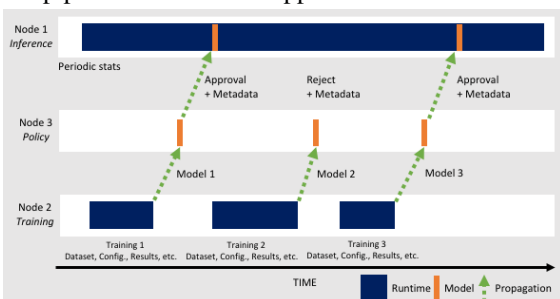 Node 1
Inference
Periodic stats
Approval
+ Metadata
Reject
+ Metadata
Approval
+ Metadata
Node 3
Policy
Model 1
Model 2
Model 3
Node 2
Training
Training 1
Dataset, Config., Results, etc.
Training 2
Dataset, Config., Results, etc.
Training 3
Dataset, Config., Results, etc.
TIME
Runtime
Model
Propagation